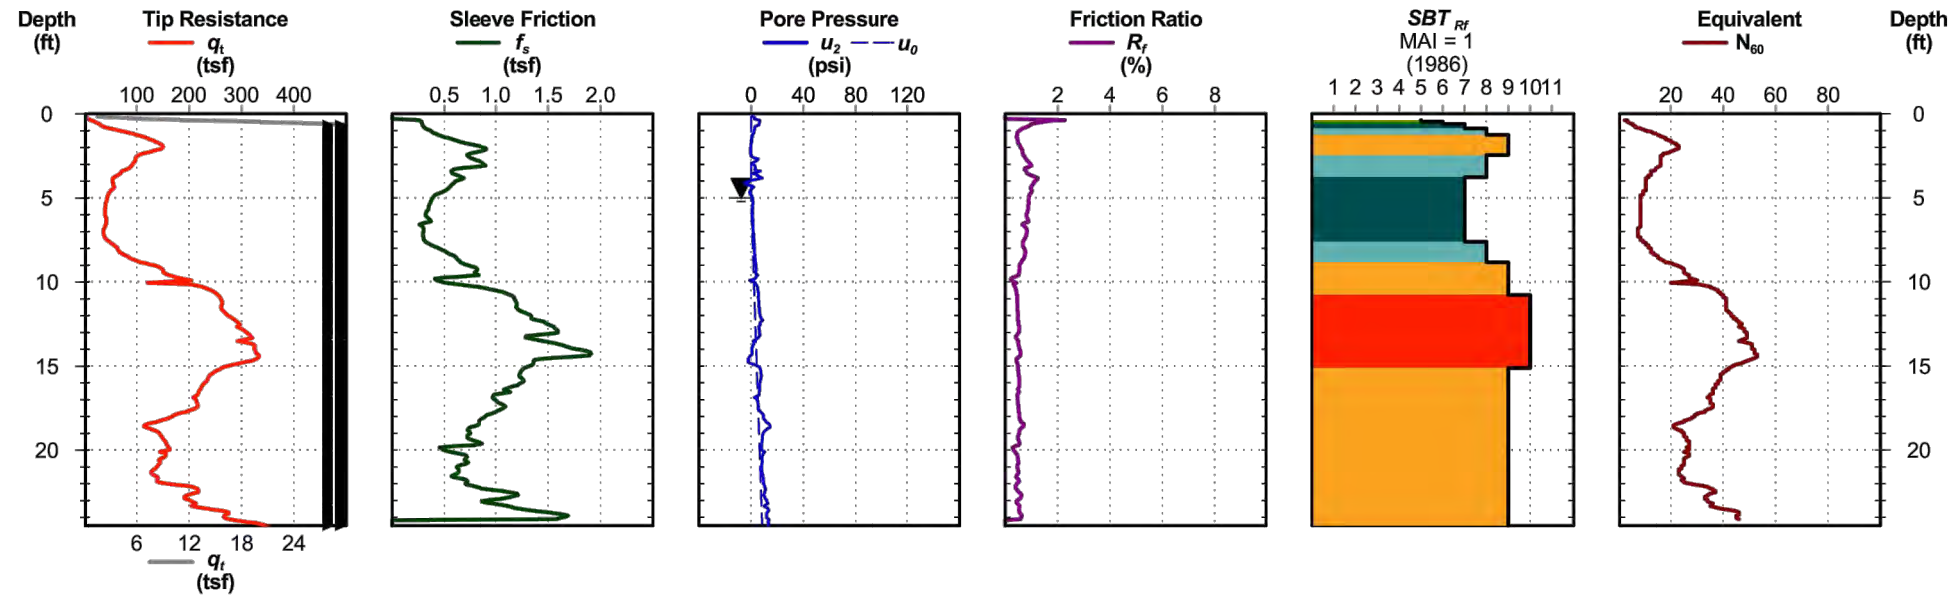 Depth
(ft)
Tip Resistance
qt
(tsf)
Sleeve Friction
fs
(tsf)
Pore Pressure
u2 u0
(psi)
Friction Ratio
Rf
(%)
SBT Rf
MAI = 1
(1986)
Equivalent
N60
Depth
(ft)
100 200 300 400
0.5 1.0 1.5 2.0
0 40 80 120
2 4 6 8
1 2 3 4 5 6 7 8 9 10 11
20 40 60 80
0 0
5 5
10 10
15 15
20 20
6 12 18 24
qt
(tsf)